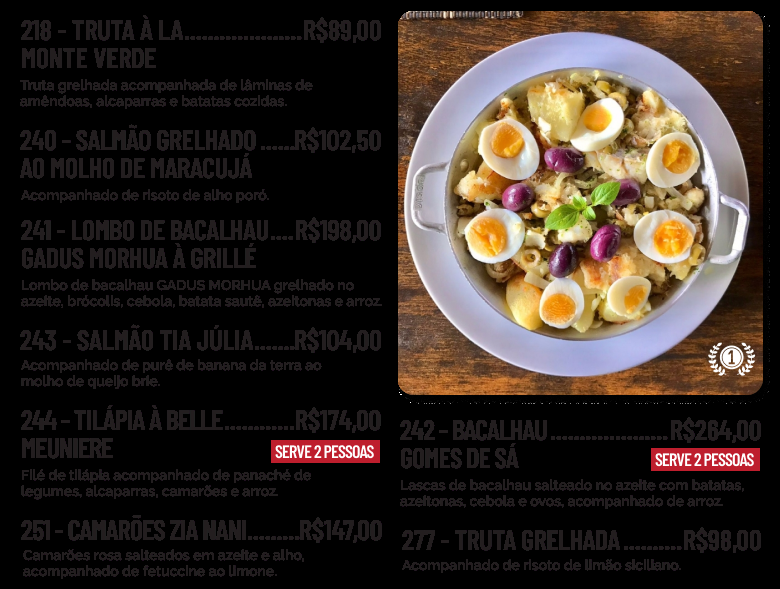 218 - TRUTA À LA....................R$89,00
MONTE VERDE
Truta grelhada acompanhada de lâminas de
amêndoas, alcaparras e batatas cozidas.
240 - SALMÃO GRELHADO ......R$102,50
AO MOLHO DE MARACUJÁ
Acompanhado de risoto de alho poró.
241 - LOMBO DE BACALHAU....R$198,00
GADUS MORHUA À GRILLÉ
Lombo de bacalhau GADUS MORHUA grelhado no
azeite, brócolis, cebola, batata sautê, azeitonas e arroz.
243 - SALMÃO TIA JÚLIA.......R$104,00
Acompanhado de purê de banana da terra ao
molho de queijo brie.
244 - TILÁPIA À BELLE............R$174,00
MEUNIERE
SERVE 2 PESSOAS
Filé de tilápia acompanhado de panaché de
legumes, alcaparras, camarões e arroz.
251 - CAMARÕES ZIA NANI.........R$147,00
Camarões rosa salteados em azeite e alho,
acompanhado de fetuccine ao limone.
1
242 - BACALHAU....................R$264,00
GOMES DE SÁ
SERVE 2 PESSOAS
Lascas de bacalhau salteado no azeite com batatas,
azeitonas, cebola e ovos, acompanhado de arroz.
277 - TRUTA GRELHADA ..........R$98,00
Acompanhado de risoto de limão siciliano.